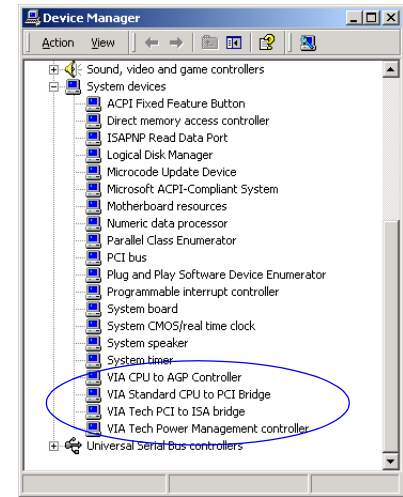 Device Manager
Action View
Sound, video and game controllers
System devices
ACPI Fixed Feature Button
Direct memory access controller
ISAPNP Read Data Port
Logical Disk Manager
Microcode Update Device
Microsoft ACPI-Compliant System
Motherboard resources
Numeric data processor
Parallel Class Enumerator
PCI bus
Plug and Play Software Device Enumerator
Programmable interrupt controller
System board
System CMOS/real time clock
System speaker
System timer
VIA CPU to AGP Controller
VIA Standard CPU to PCI Bridge
VIA Tech PCI to ISA bridge
VIA Tech Power Management controller
Universal Serial Bus controllers